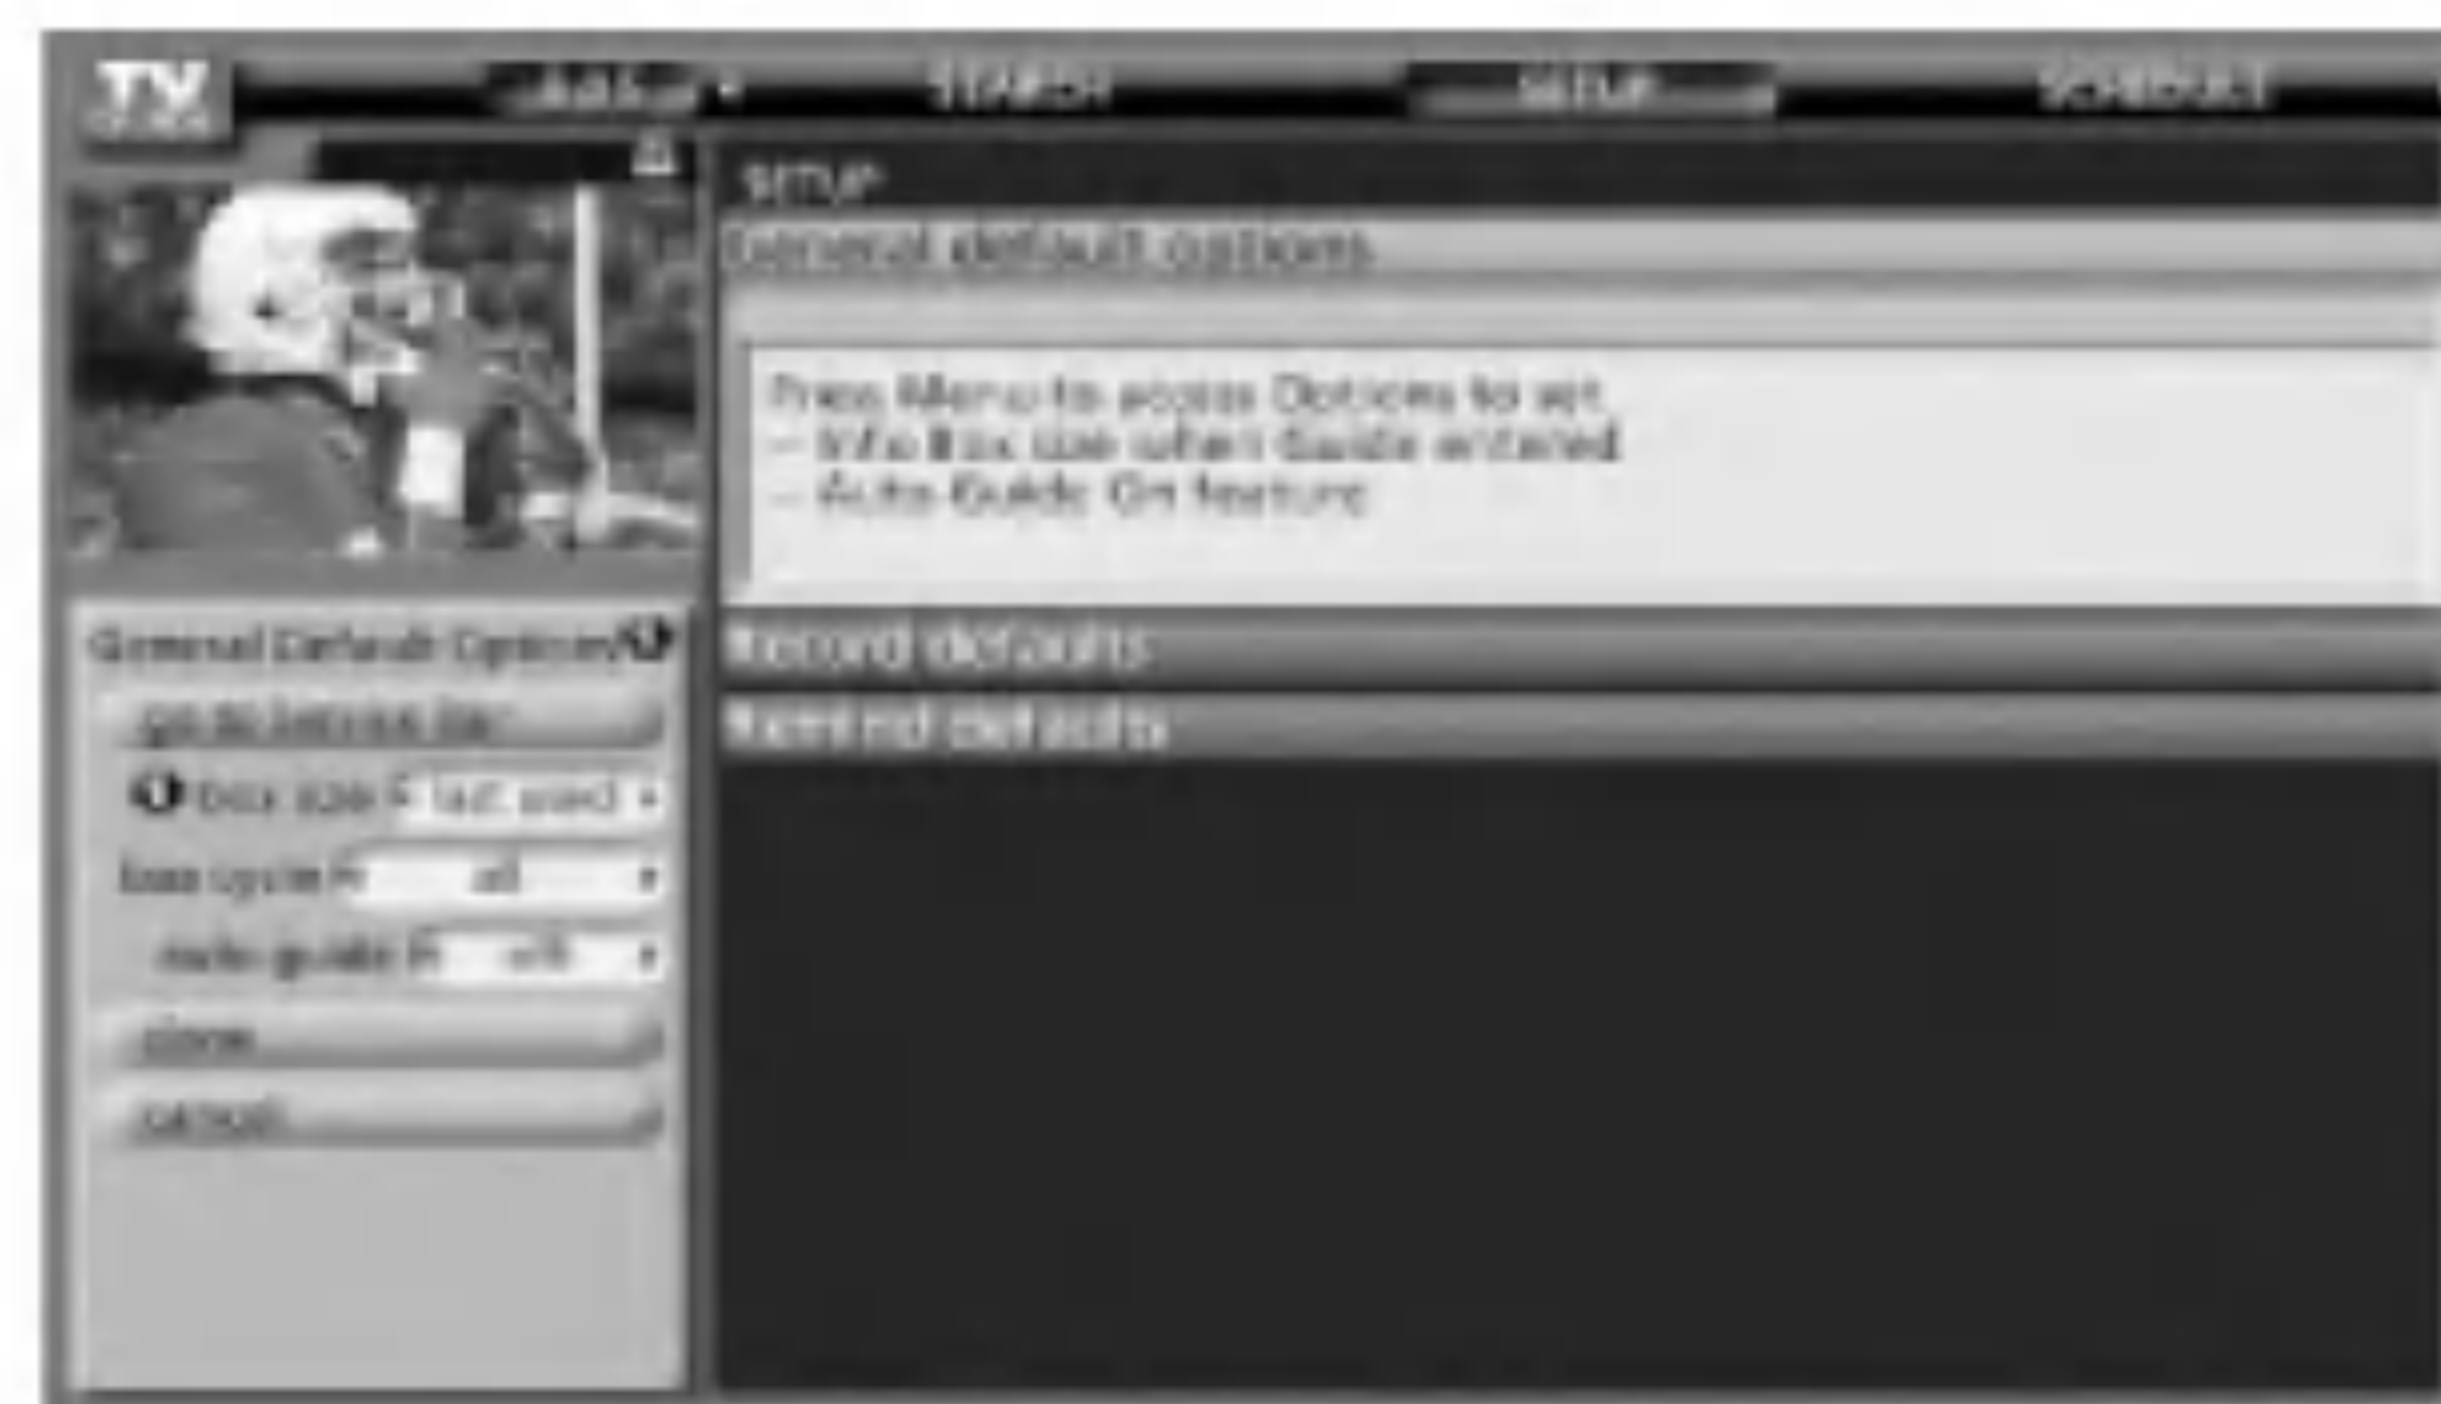 TV
SEARCH
SETUP
SCHEDULE
SETUP
General default options
Press Menu to access Options to set
– Info Box size when Guide entered
– Auto Guide On feature
Record defaults
Remind defaults
General Default Options
go to service bar
box size last used
box cycle all
auto guide off
done
cancel